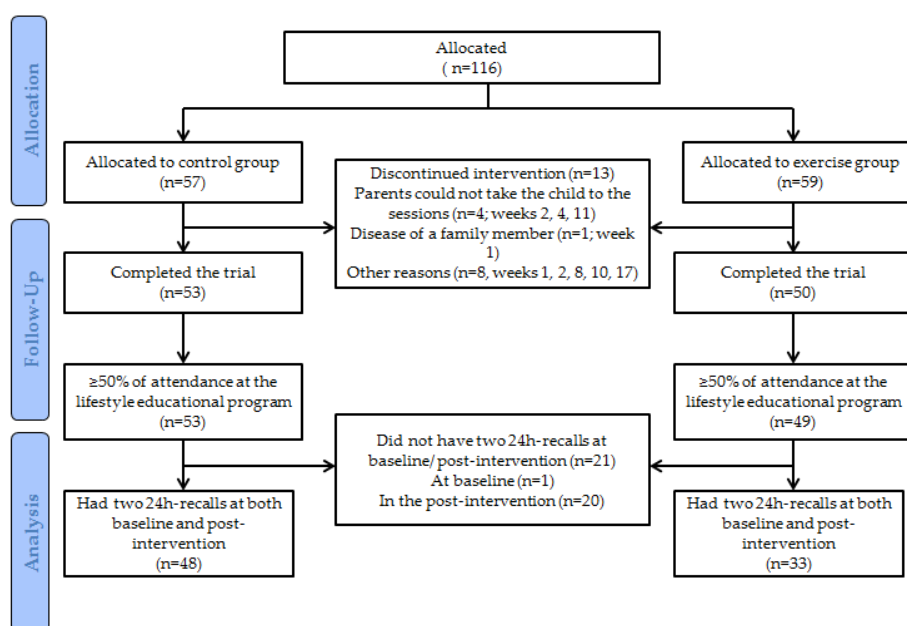 Allocation
Allocated
( n=116)
Allocated to control group
(n=57)
Discontinued intervention (n=13)
Parents could not take the child to the
sessions (n=4; weeks 2, 4, 11)
Disease of a family member (n=1; week
1)
Other reasons (n=8, weeks 1, 2, 8, 10, 17)
Allocated to exercise group
(n=59)
Follow-Up
Completed the trial
(n=53)
Completed the trial
(n=50)
≥50% of attendance at the
lifestyle educational program
(n=53)
≥50% of attendance at the
lifestyle educational program
(n=49)
Analysis
Did not have two 24h-recalls at
baseline/post-intervention (n=21)
At baseline (n=1)
In the post-intervention (n=20)
Had two 24h-recalls at both
baseline and post-
intervention
(n=48)
Had two 24h-recalls at both
baseline and post-
intervention
(n=33)